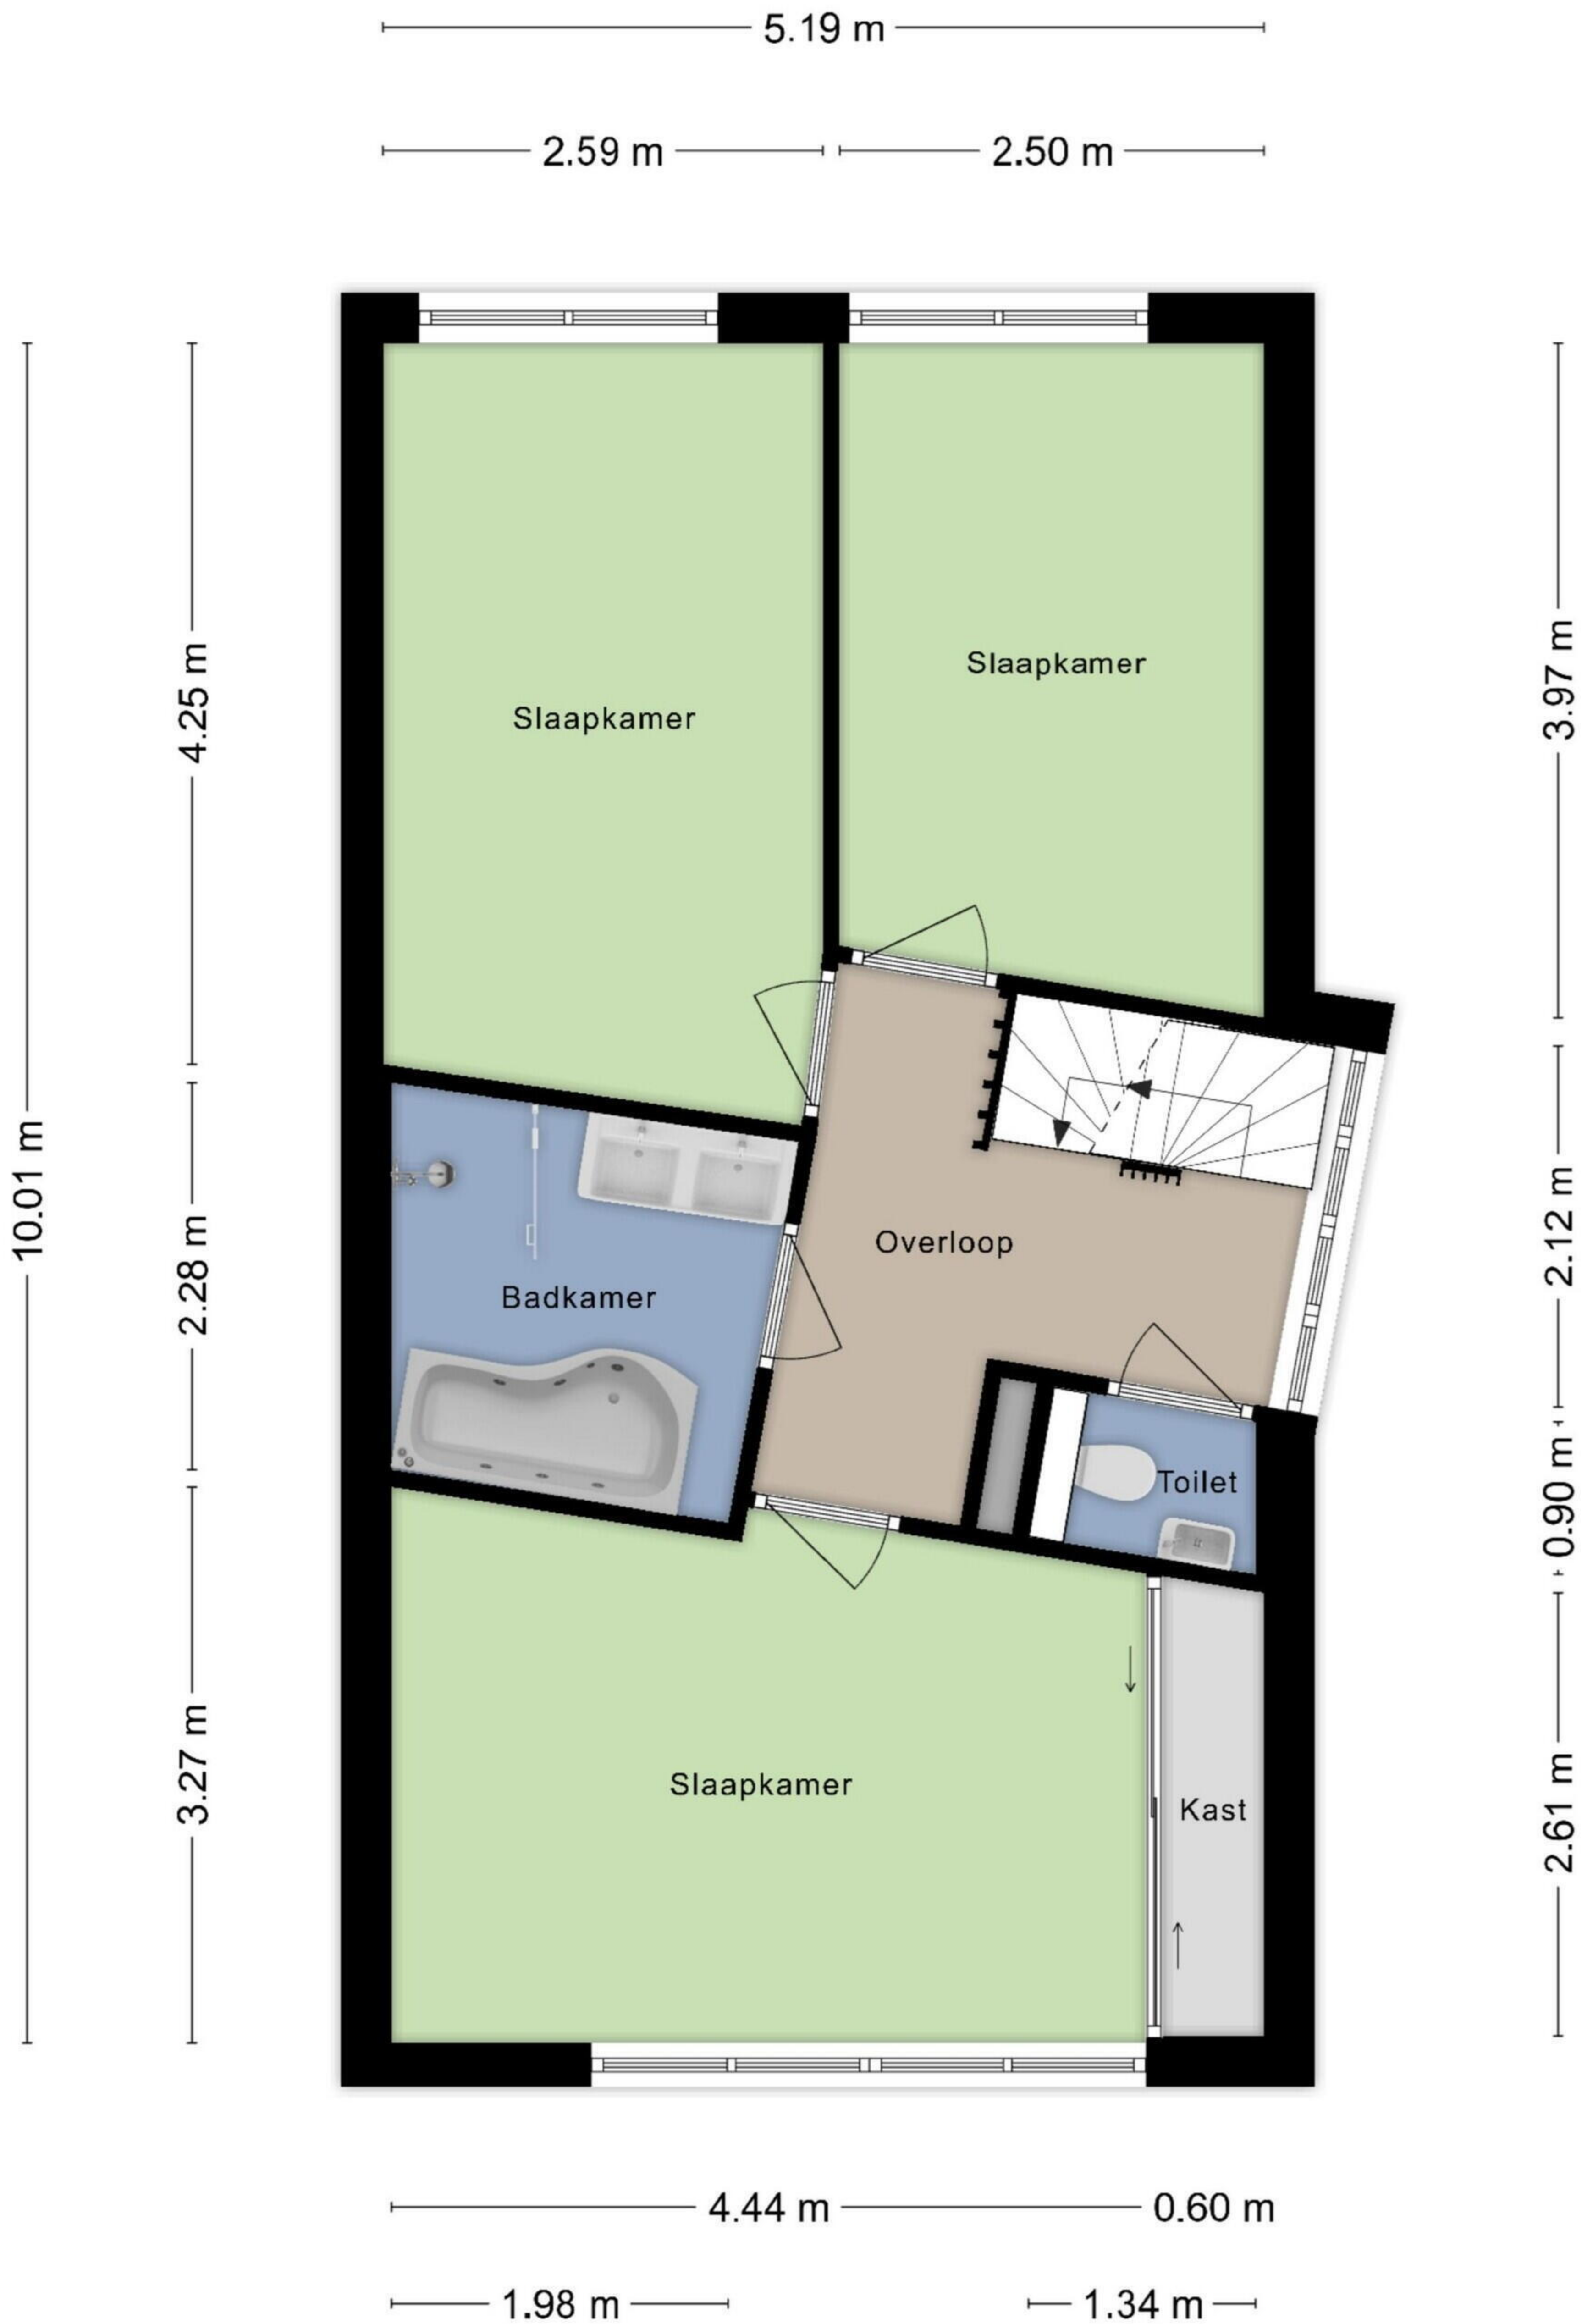 5.19 m
2.59 m
2.50 m
4.25 m
3.97 m
Slaapkamer
Slaapkamer
10.01 m
2.28 m
2.12 m
Overloop
Badkamer
0.90 m
Toilet
3.27 m
Slaapkamer
Kast
2.61 m
4.44 m
0.60 m
1.98 m
1.34 m